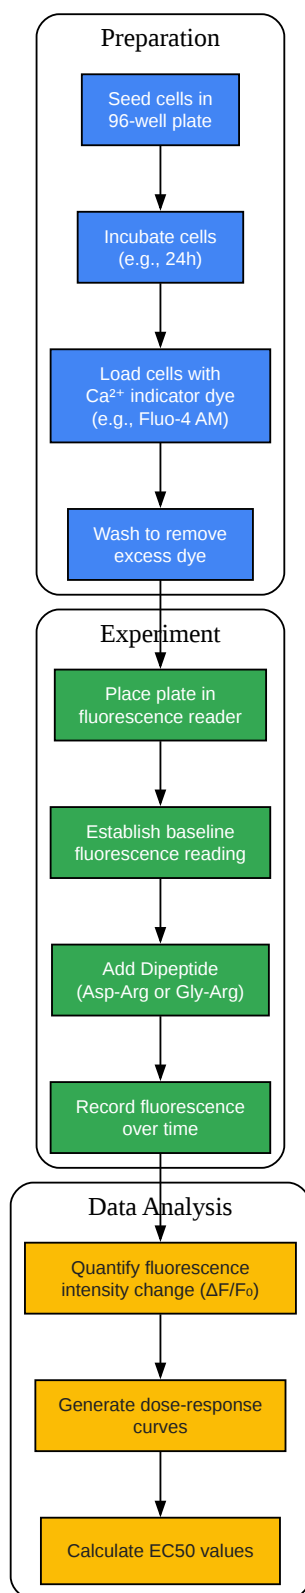 Preparation
Seed cells in
96-well plate
Incubate cells
(e.g., 24h)
Load cells with
Ca²⁺ indicator dye
(e.g., Fluo-4 AM)
Wash to remove
excess dye
Experiment
Place plate in
fluorescence reader
Establish baseline
fluorescence reading
Add Dipeptide
(Asp-Arg or Gly-Arg)
Record fluorescence
over time
Data Analysis
Quantify fluorescence
intensity change (ΔF/F₀)
Generate dose-response
curves
Calculate EC50 values